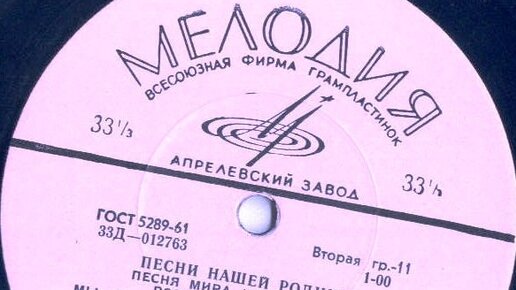 МЕЛОДИЯ
ВСЕСОЮЗНАЯ ФИРМА ГРАМПЛАСТИНОК
33⅓
33⅓
АПРЕЛЕВСКИЙ ЗАВОД
ГОСТ 5289-61
33Д—012763
Вторая гр.-11
1-00
ПЕСНИ НАШЕЙ
ПЕСНЯ МИРА